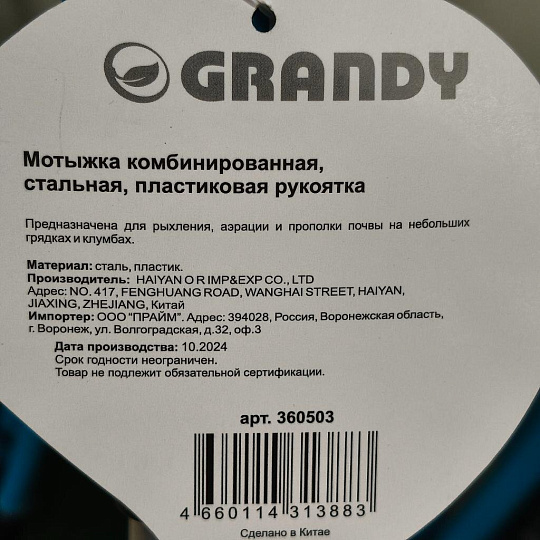 GRANDY
Мотыжка комбинированная,
стальная, пластиковая рукоятка
Предназначена для рыхления, аэрации и прополки почвы на небольших
грядках и клумбах.
Материал: сталь, пластик.
Производитель: HAIYAN O R IMP&EXP CO., LTD
Адрес: NO. 417, FENGHUANG ROAD, WANGHAI STREET, HAIYAN,
JIAXING, ZHEJIANG, Китай
Импортер: ООО "ПРАЙМ". Адрес: 394028, Россия, Воронежская область,
г. Воронеж, ул. Волгоградская, д.32, оф.3
Дата производства: 10.2024
Срок годности неограничен.
Товар не подлежит обязательной сертификации.
арт. 360503
4 660114 313883
Сделано в Китае